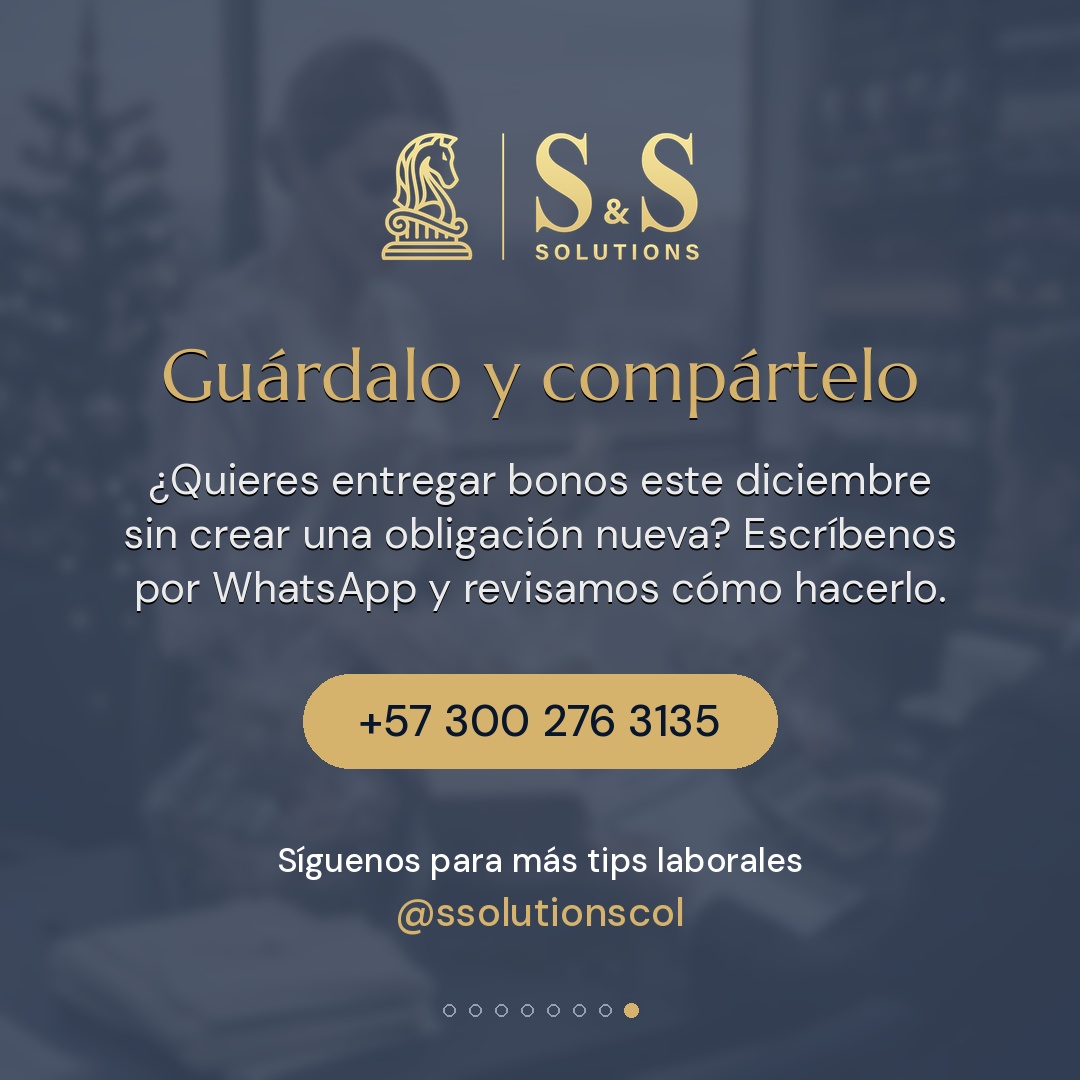 S&S
SOLUTIONS
Guárdalo y compártelo
¿Quieres entregar bonos este diciembre
sin crear una obligación nueva? Escríbenos
por WhatsApp y revisamos cómo hacerlo.
+57 300 276 3135
Síguenos para más tips laborales
@ssolutionscol